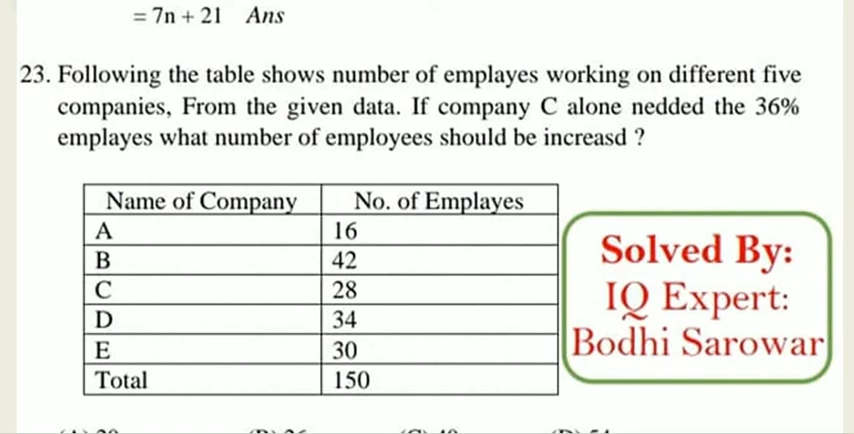 = 7n + 21 Ans
23. Following the table shows number of emplayes working on different five
companies, From the given data. If company C alone nedded the 36%
emplayes what number of employees should be increasd ?
Name of Company No. of Emplayes
A 16
B 42
C 28
D 34
E 30
Total 150
Solved By:
IQ Expert:
Bodhi Sarowar